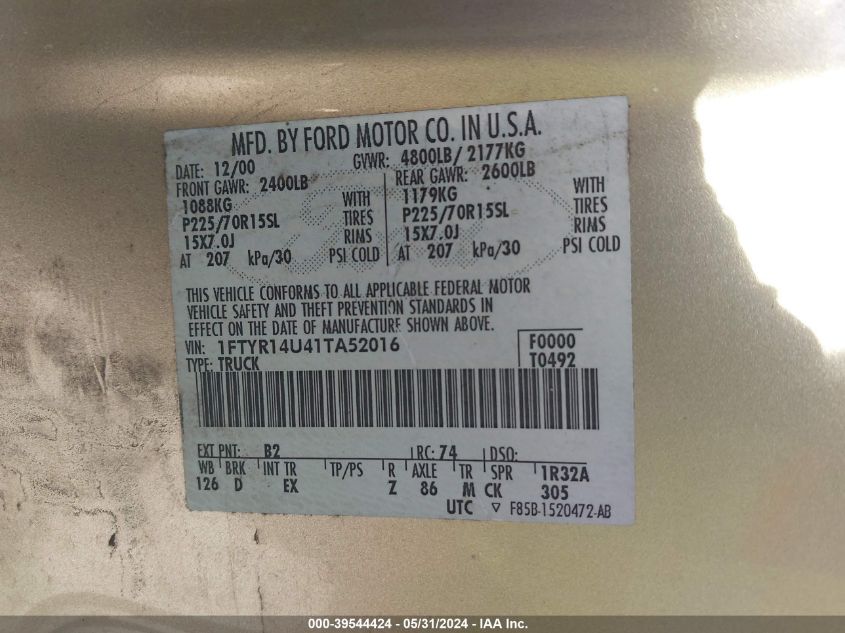 MFD. BY FORD MOTOR CO. IN U.S.A.
DATE: 12/00 GVWR: 4800LB/ 2177KG
FRONT GAWR: 2400LB REAR GAWR: 2600LB
1088KG WITH 1179KG WITH
P225/70R15SL TIRES P225/70R15SL TIRES
15X7.0J RIMS 15X7.0J RIMS
AT 207 kPa/30 PSI COLD AT 207 kPa/30 PSI COLD
THIS VEHICLE CONFORMS TO ALL APPLICABLE FEDERAL MOTOR
VEHICLE SAFETY AND THEFT PREVENTION STANDARDS IN
EFFECT ON THE DATE OF MANUFACTURE SHOWN ABOVE.
VIN: 1FTYR14U41TA52016 F0000
TYPE: TRUCK T0492
EXT PNT: B2 RC: 74 DSO:
WB BRK INT TR TP/PS R AXLE TR SPR 1R32A
126 D EX Z 86 M CK 305
UTC ▽ F85B-1520472-AB
000-39544424 - 05/31/2024 - IAA Inc.